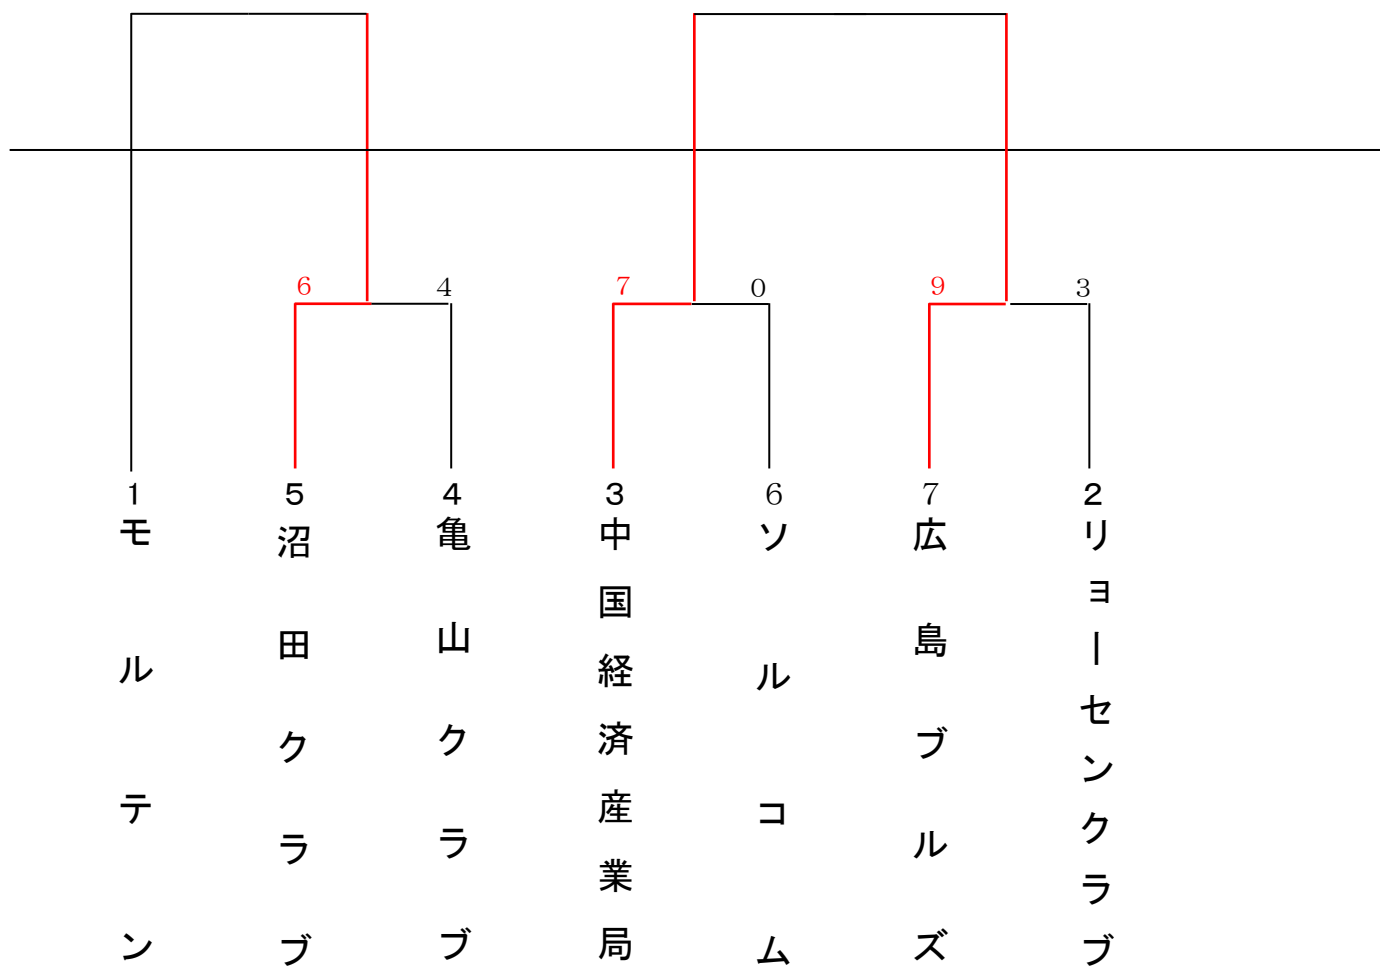 6 4 7 0 9 3
1 5 4 3 6 7 2
モルテン
沼田クラブ
亀山クラブ
中国経済産業局
ソルコム
広島ブルズ
リョーセンクラブ